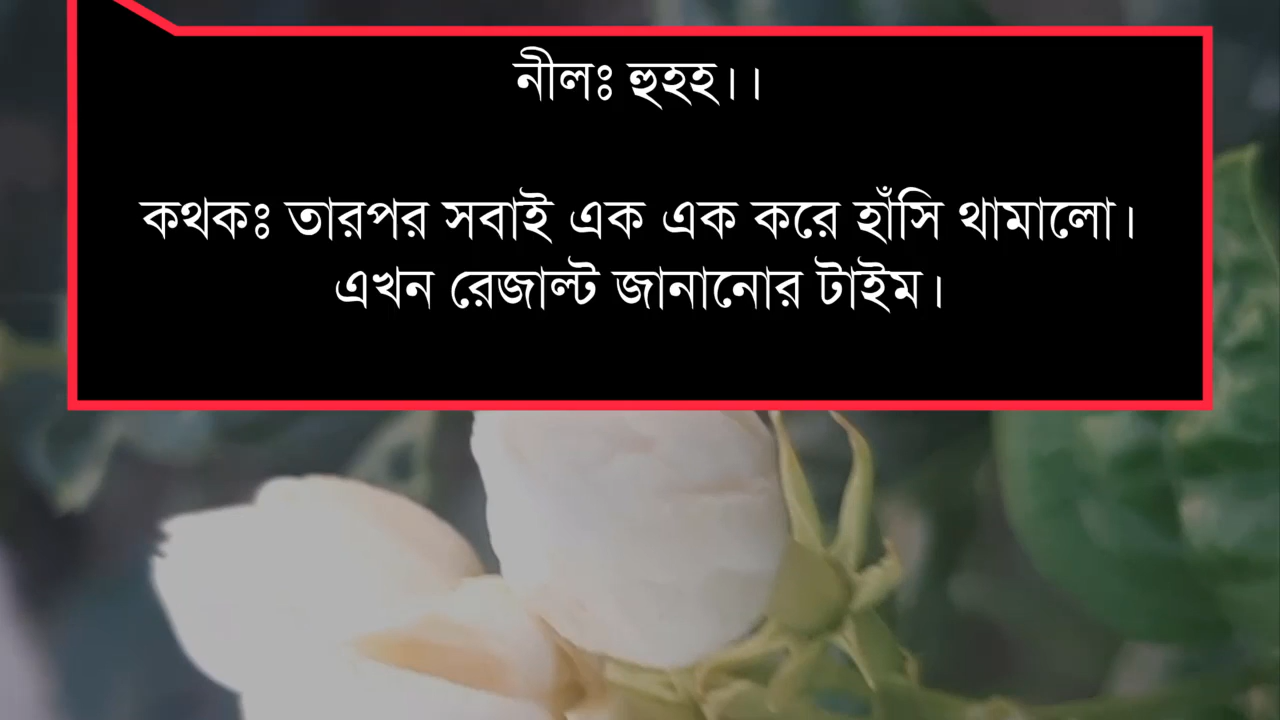 নীলঃ হুহহ।।
কথকঃ তারপর সবাই এক এক করে হাঁসি থামালো।
এখন রেজাল্ট জানানোর টাইম।